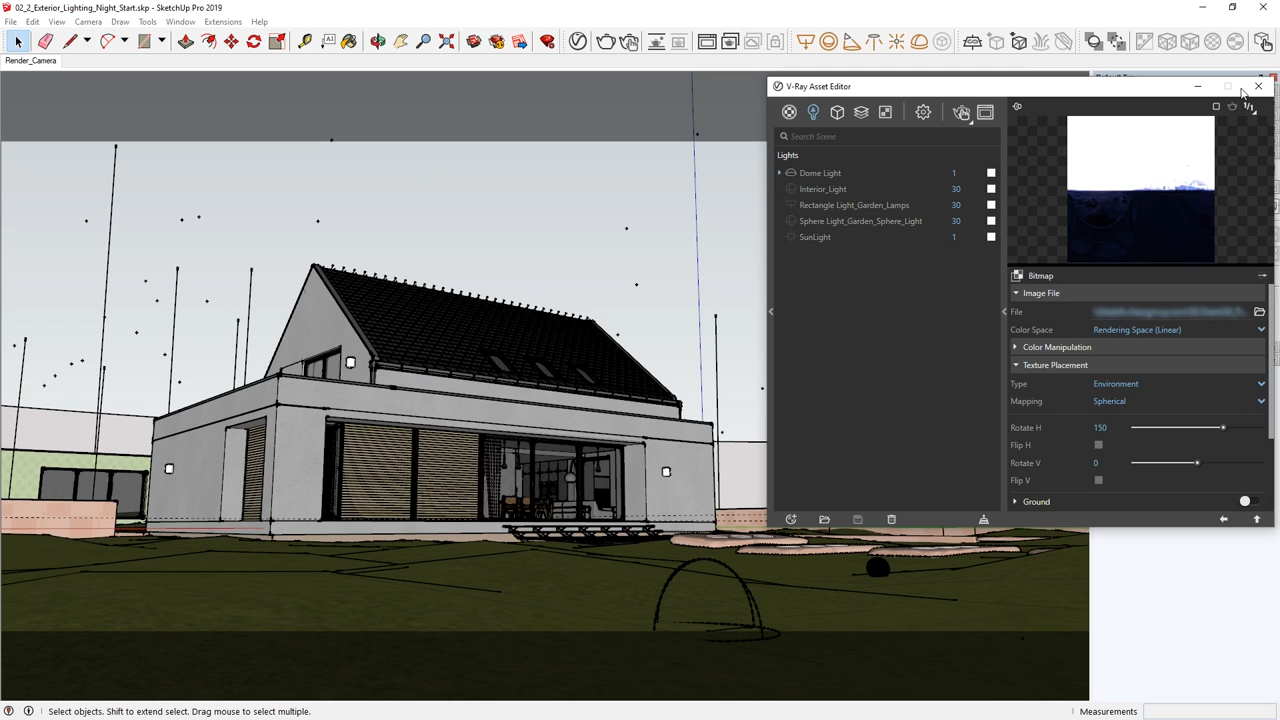 02_2_Exterior_Lighting_Night_Start.skp - SketchUp Pro 2019
File Edit View Camera Draw Tools Window Extensions Help
Render_Camera
V-Ray Asset Editor
Search Scene
1/1
Lights
Dome Light 1
Interior_Light 30
Rectangle Light_Garden_Lamps 30
Sphere Light_Garden_Sphere_Light 30
SunLight 1
Bitmap
Image File
File
Color Space Rendering Space (Linear)
Color Manipulation
Texture Placement
Type Environment
Mapping Spherical
Rotate H 150
Flip H
Rotate V 0
Flip V
Ground
Select objects. Shift to extend select. Drag mouse to select multiple.
Measurements